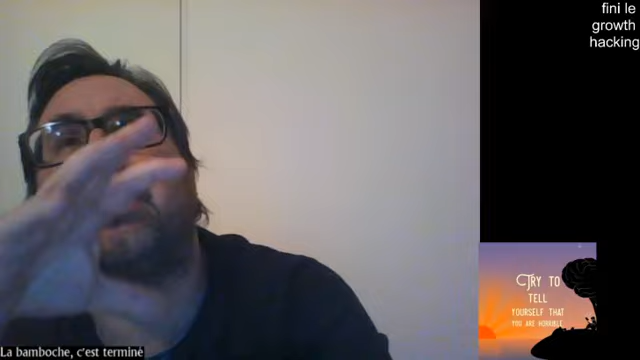 fini le
growth
hacking
TRY TO
TELL
YOURSELF THAT
YOU ARE HORRIBLE
La bamboche, c'est terminé